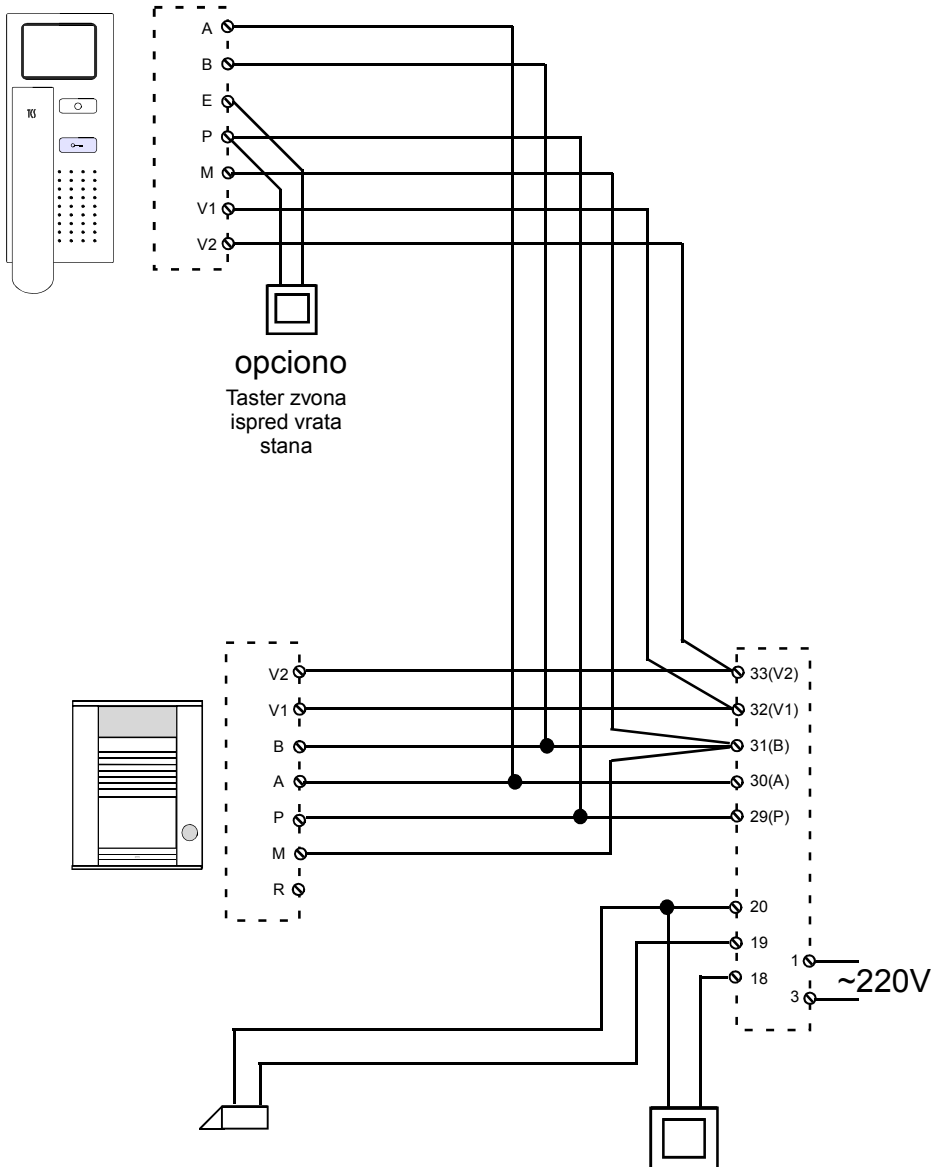 TCS
A
B
E
P
M
V1
V2
opciono
Taster zvona
ispred vrata
stana
V2
V1
B
A
P
M
R
33(V2)
32(V1)
31(B)
30(A)
29(P)
20
19
18
1
3
~220V